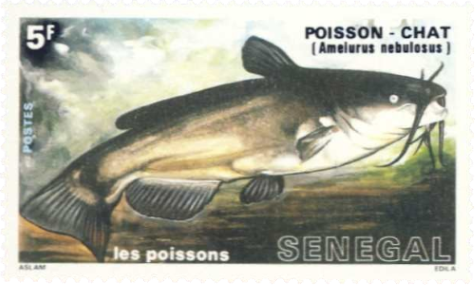 5F
POISSON - CHAT
(Ameiurus nebulosus)
POSTES
les poissons
SENEGAL
ASLAM
EDILA